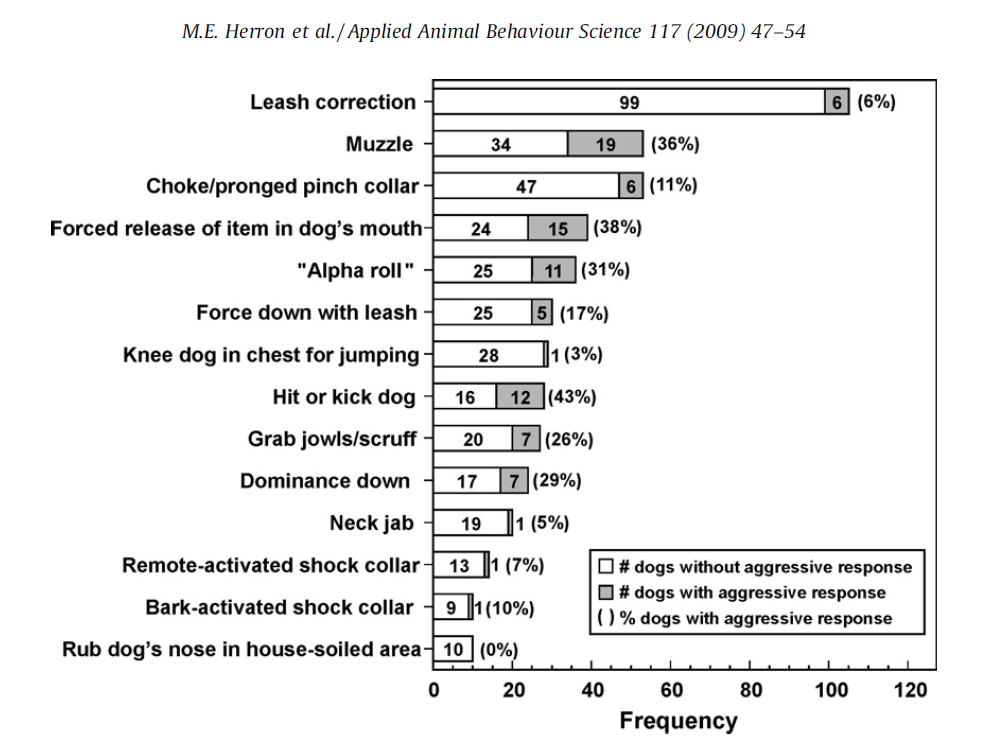 M.E. Herron et al./Applied Animal Behaviour Science 117 (2009) 47–54
Leash correction 99 6 (6%)
Muzzle 34 19 (36%)
Choke/pronged pinch collar 47 6 (11%)
Forced release of item in dog's mouth 24 15 (38%)
"Alpha roll" 25 11 (31%)
Force down with leash 25 5 (17%)
Knee dog in chest for jumping 28 1 (3%)
Hit or kick dog 16 12 (43%)
Grab jowls/scruff 20 7 (26%)
Dominance down 17 7 (29%)
Neck jab 19 1 (5%)
Remote-activated shock collar 13 1 (7%)
Bark-activated shock collar 9 1 (10%)
Rub dog's nose in house-soiled area 10 (0%)
# dogs without aggressive response
# dogs with aggressive response
( ) % dogs with aggressive response
0 20 40 60 80 100 120
Frequency